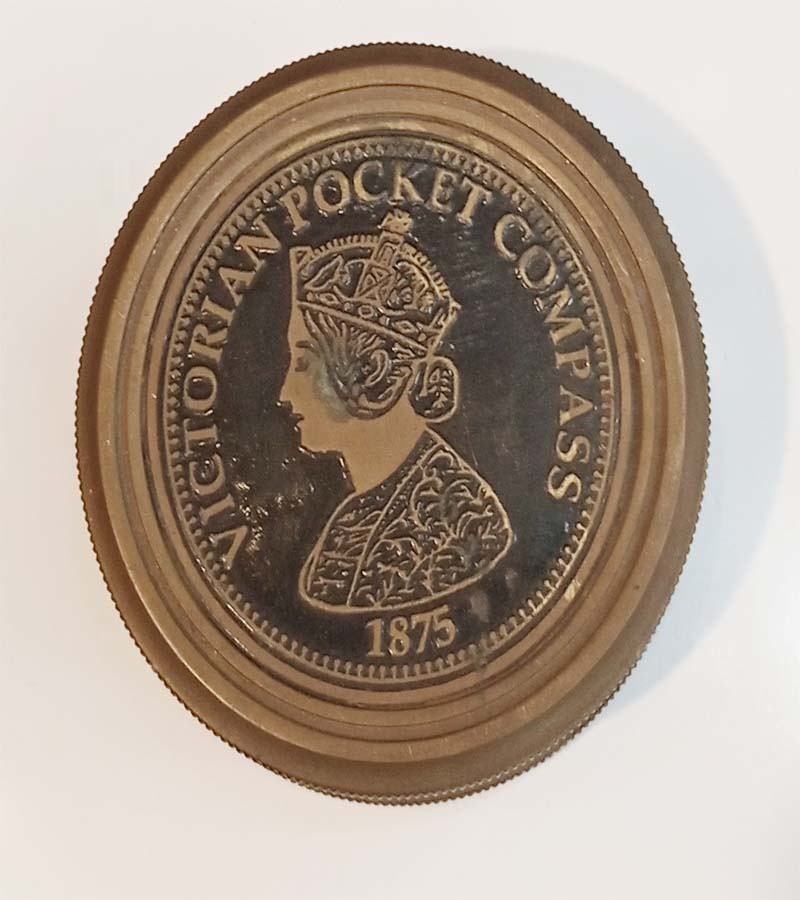 VICTORIAN POCKET COMPASS
1875